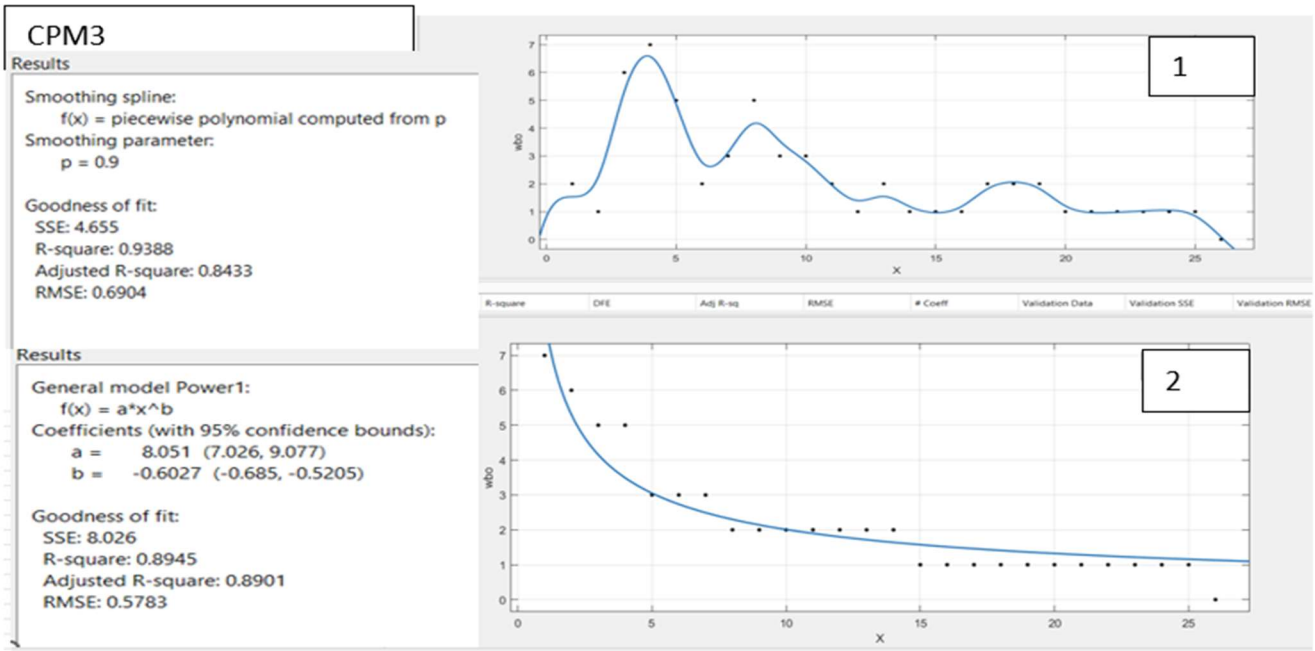 CPM3
Results
Smoothing spline:
f(x) = piecewise polynomial computed from p
Smoothing parameter:
p = 0.9
Goodness of fit:
SSE: 4.655
R-square: 0.9388
Adjusted R-square: 0.8433
RMSE: 0.6904
1
wbo
7
6
5
4
3
2
1
0
0 5 10 15 20 25
X
R-square DFE Adj R-sq RMSE # Coeff Validation Data Validation SSE Validation RMSE
Results
General model Power1:
f(x) = a*x^b
Coefficients (with 95% confidence bounds):
a = 8.051 (7.026, 9.077)
b = -0.6027 (-0.685, -0.5205)
Goodness of fit:
SSE: 8.026
R-square: 0.8945
Adjusted R-square: 0.8901
RMSE: 0.5783
2
wbo
7
6
5
4
3
2
1
0
0 5 10 15 20 25
X